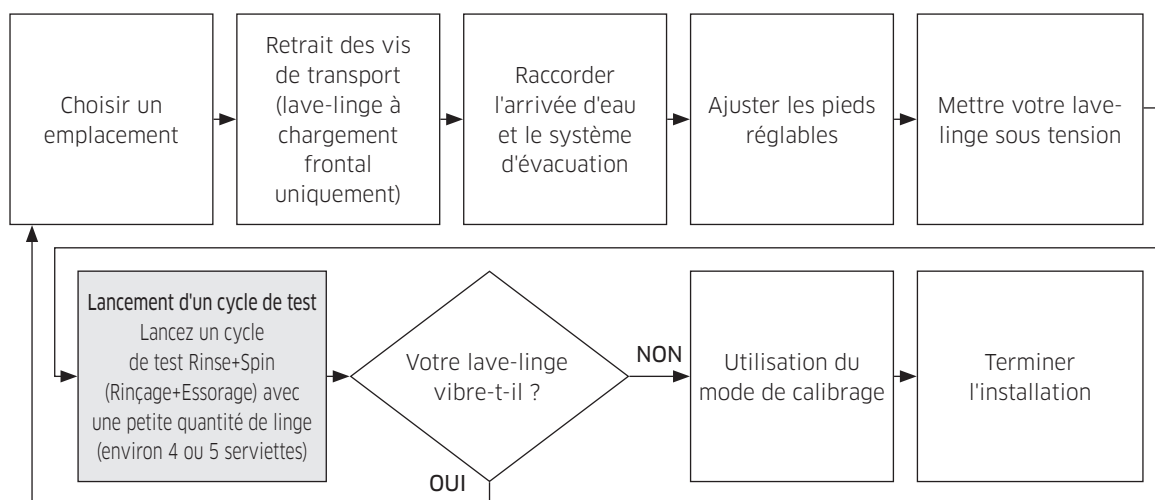 Choisir un
emplacement
Retrait des vis
de transport
(lave-linge à
chargement
frontal
uniquement)
Raccorder
l'arrivée d'eau
et le système
d'évacuation
Ajuster les pieds
réglables
Mettre votre lave-
linge sous tension
Lancement d'un cycle de test
Lancez un cycle
de test Rinse+Spin
(Rinçage+Essorage) avec
une petite quantité de linge
(environ 4 ou 5 serviettes)
Votre lave-linge
vibre-t-il ?
NON
OUI
Utilisation du
mode de calibrage
Terminer
l'installation